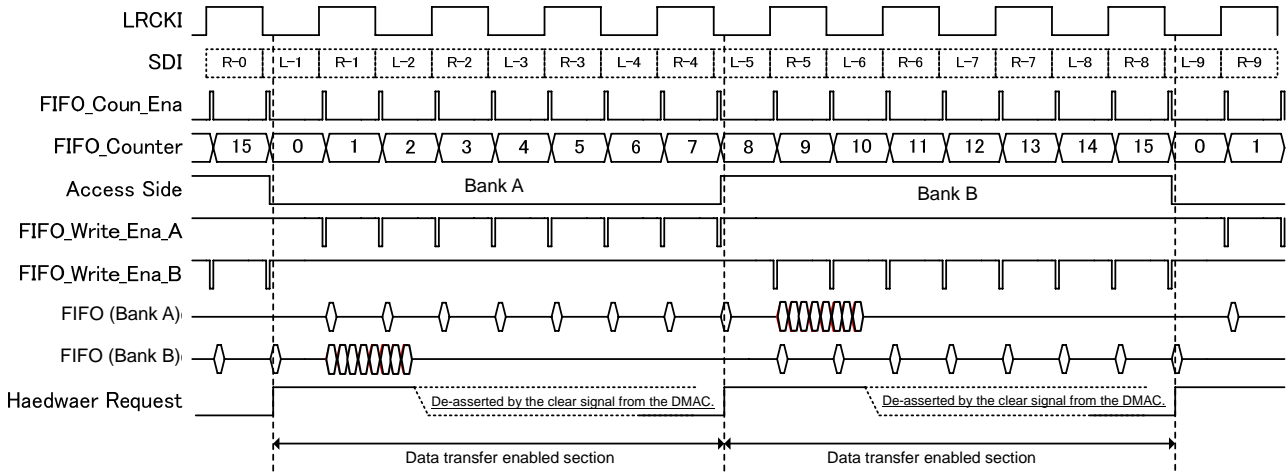 LRCKI
SDI R-0 L-1 R-1 L-2 R-2 L-3 R-3 L-4 R-4 L-5 R-5 L-6 R-6 L-7 R-7 L-8 R-8 L-9 R-9
FIFO_Coun_Ena
FIFO_Counter 15 0 1 2 3 4 5 6 7 8 9 10 11 12 13 14 15 0 1
Access Side Bank A Bank B
FIFO_Write_Ena_A
FIFO_Write_Ena_B
FIFO (Bank A)
FIFO (Bank B)
Haedwaer Request De-asserted by the clear signal from the DMAC. De-asserted by the clear signal from the DMAC.
Data transfer enabled section Data transfer enabled section